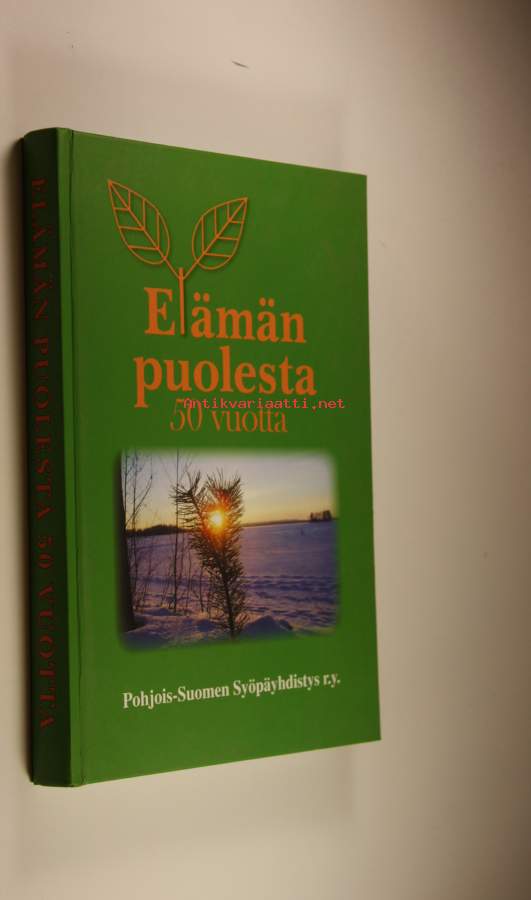 ELÄMÄN PUOLESTA 50 VUOTTA
Elämän
puolesta
50 vuotta
Antikvariaatti.net
Pohjois-Suomen Syöpäyhdistys r.y.